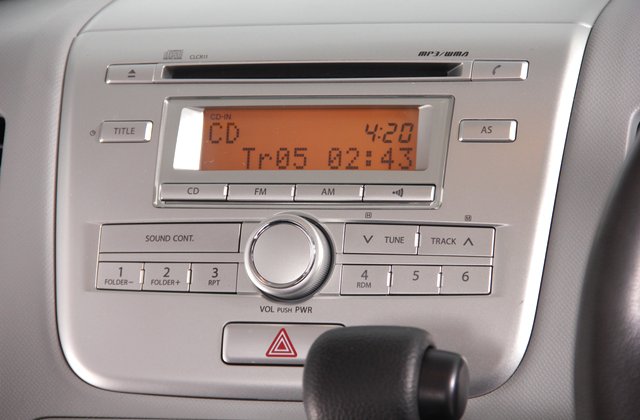 CLCK11 MP3/WMA
CD-IN
TITLE CD 4:20 AS
Tr05 02:43
CD FM AM
H M
SOUND CONT. TUNE TRACK
1 2 3 4 5 6
FOLDER− FOLDER+ RPT RDM
VOL PUSH PWR